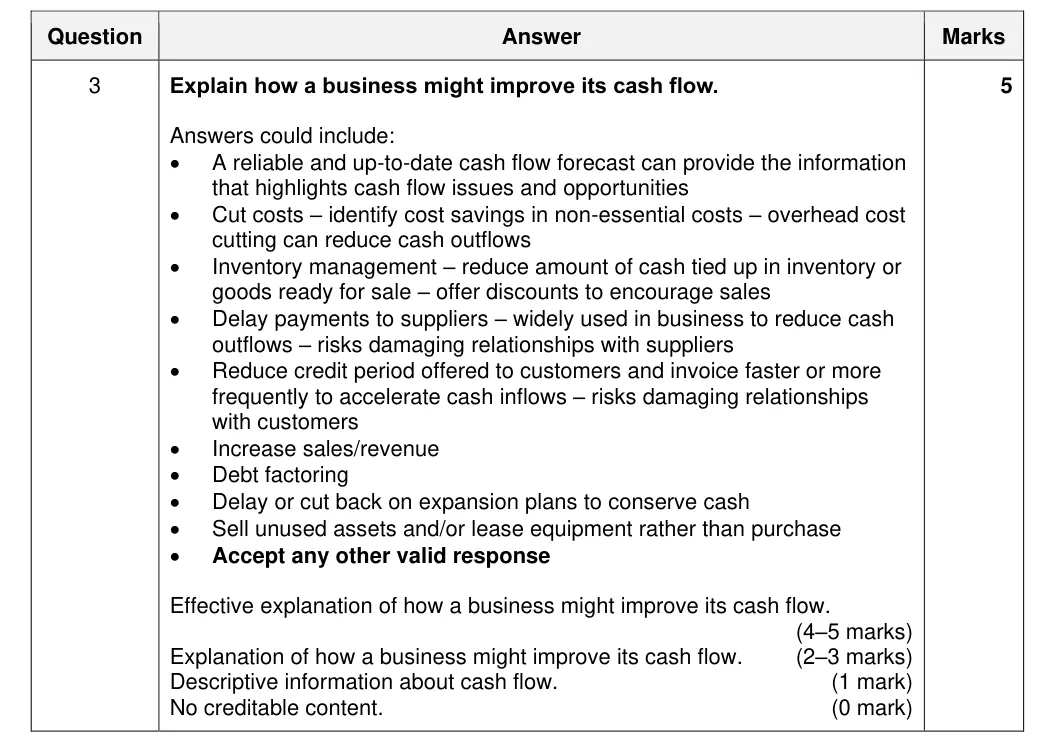 Question Answer Marks
3 Explain how a business might improve its cash flow. 5
Answers could include:
• A reliable and up-to-date cash flow forecast can provide the information
that highlights cash flow issues and opportunities
• Cut costs – identify cost savings in non-essential costs – overhead cost
cutting can reduce cash outflows
• Inventory management – reduce amount of cash tied up in inventory or
goods ready for sale – offer discounts to encourage sales
• Delay payments to suppliers – widely used in business to reduce cash
outflows – risks damaging relationships with suppliers
• Reduce credit period offered to customers and invoice faster or more
frequently to accelerate cash inflows – risks damaging relationships
with customers
• Increase sales/revenue
• Debt factoring
• Delay or cut back on expansion plans to conserve cash
• Sell unused assets and/or lease equipment rather than purchase
• Accept any other valid response
Effective explanation of how a business might improve its cash flow.
(4–5 marks)
Explanation of how a business might improve its cash flow. (2–3 marks)
Descriptive information about cash flow. (1 mark)
No creditable content. (0 mark)